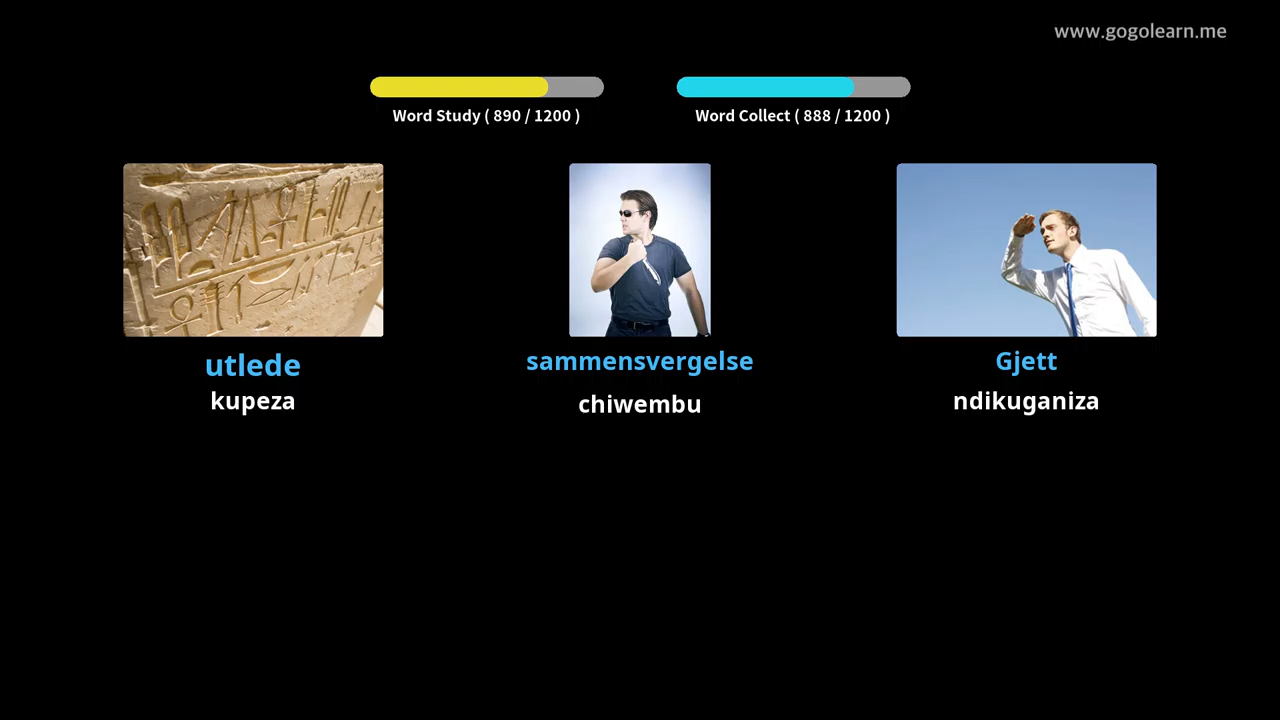 www.gogolearn.me
Word Study ( 890 / 1200 )
Word Collect ( 888 / 1200 )
utlede
kupeza
sammensvergelse
chiwembu
Gjett
ndikuganiza